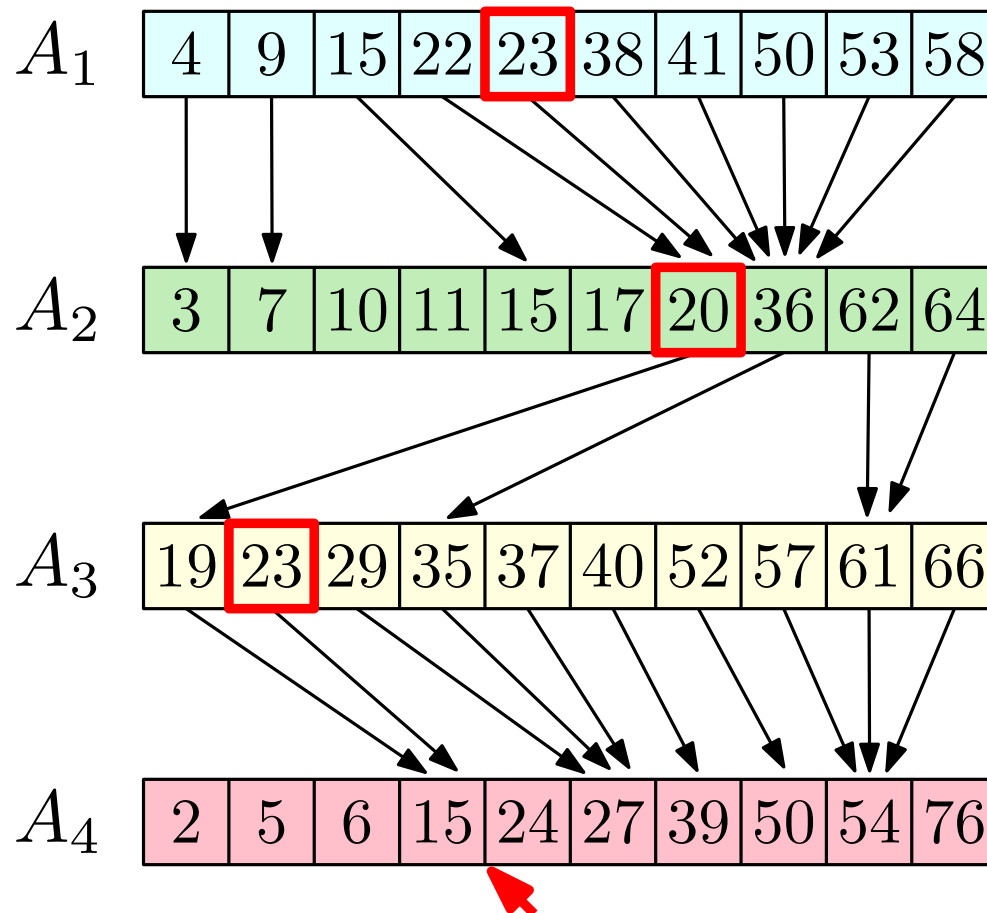 A₁ 4 9 15 22 23 38 41 50 53 58
A₂ 3 7 10 11 15 17 20 36 62 64
A₃ 19 23 29 35 37 40 52 57 61 66
A₄ 2 5 6 15 24 27 39 50 54 76